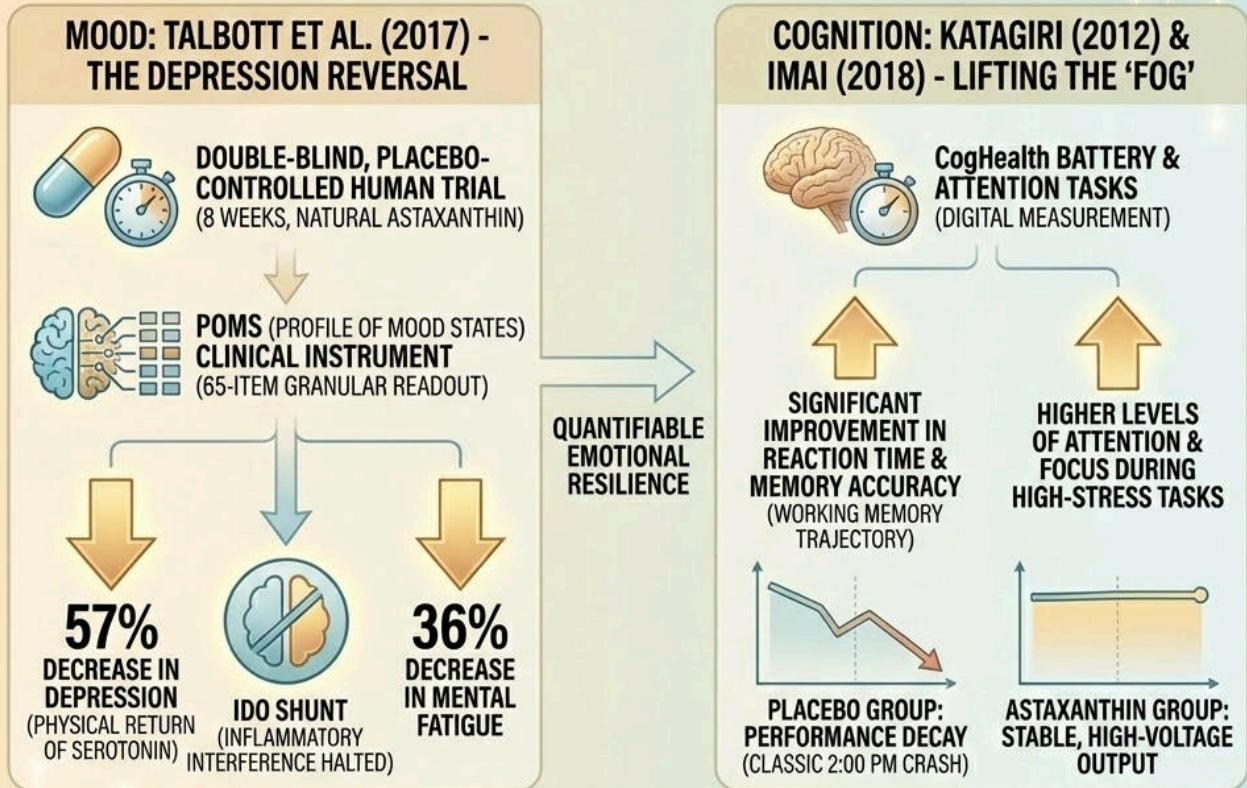 MOOD: TALBOTT ET AL. (2017) -
THE DEPRESSION REVERSAL
DOUBLE-BLIND, PLACEBO-
CONTROLLED HUMAN TRIAL
(8 WEEKS, NATURAL ASTAXANTHIN)
POMS (PROFILE OF MOOD STATES)
CLINICAL INSTRUMENT
(65-ITEM GRANULAR READOUT)
57%
DECREASE IN
DEPRESSION
(PHYSICAL RETURN
OF SEROTONIN)
IDO SHUNT
(INFLAMMATORY
INTERFERENCE HALTED)
36%
DECREASE
IN MENTAL
FATIGUE
QUANTIFIABLE
EMOTIONAL
RESILIENCE
COGNITION: KATAGIRI (2012) &
IMAI (2018) - LIFTING THE ‘FOG’
CogHealth BATTERY &
ATTENTION TASKS
(DIGITAL MEASUREMENT)
SIGNIFICANT
IMPROVEMENT IN
REACTION TIME &
MEMORY ACCURACY
(WORKING MEMORY
TRAJECTORY)
HIGHER LEVELS
OF ATTENTION &
FOCUS DURING
HIGH-STRESS TASKS
PLACEBO GROUP:
PERFORMANCE DECAY
(CLASSIC 2:00 PM CRASH)
ASTAXANTHIN GROUP:
STABLE, HIGH-VOLTAGE
OUTPUT